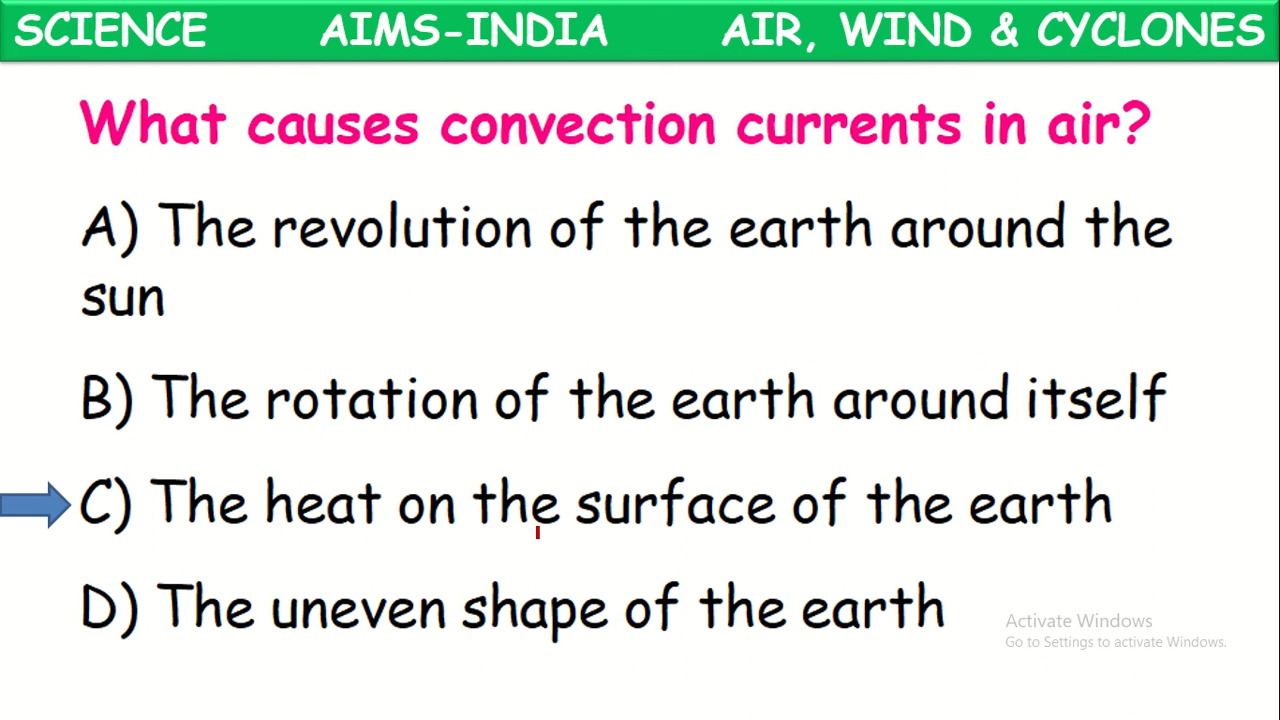 SCIENCE AIMS-INDIA AIR, WIND & CYCLONES
What causes convection currents in air?
A) The revolution of the earth around the
sun
B) The rotation of the earth around itself
C) The heat on the surface of the earth
D) The uneven shape of the earth
Activate Windows
Go to Settings to activate Windows.